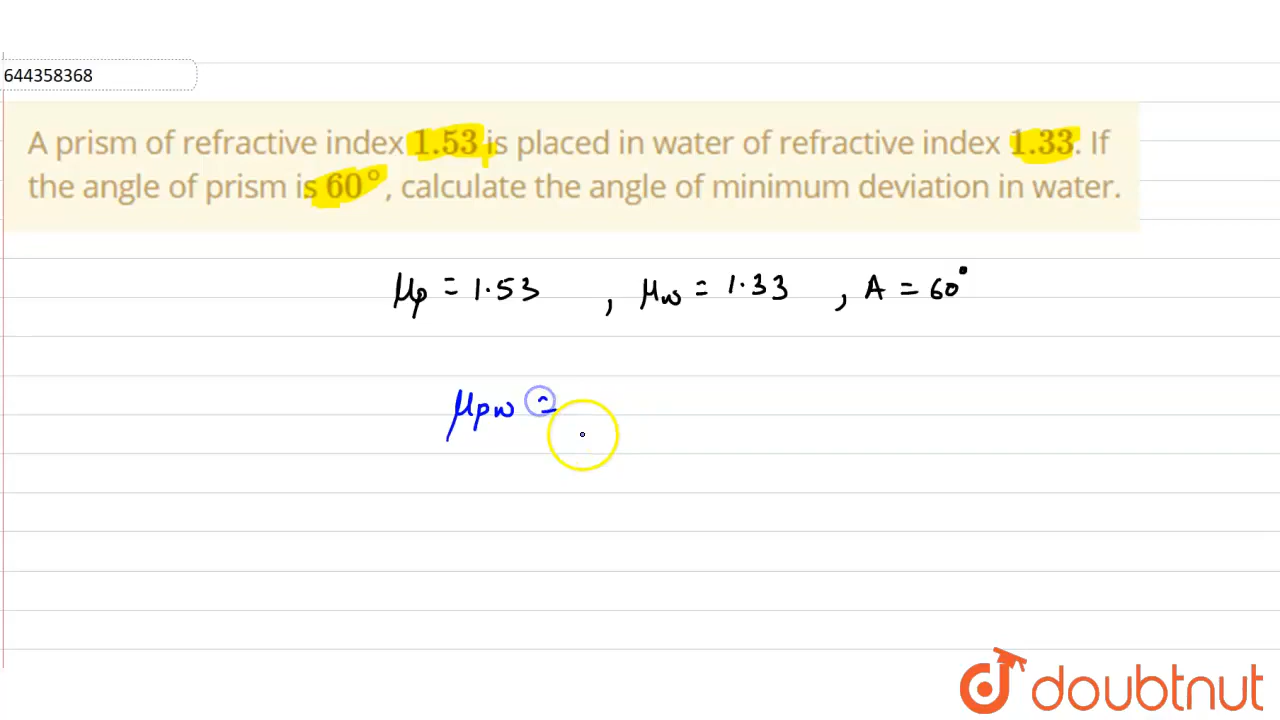 644358368
A prism of refractive index 1.53 is placed in water of refractive index 1.33. If
the angle of prism is 60°, calculate the angle of minimum deviation in water.
μp = 1.53 , μw = 1.33 , A = 60°
μpw =
doubtnut